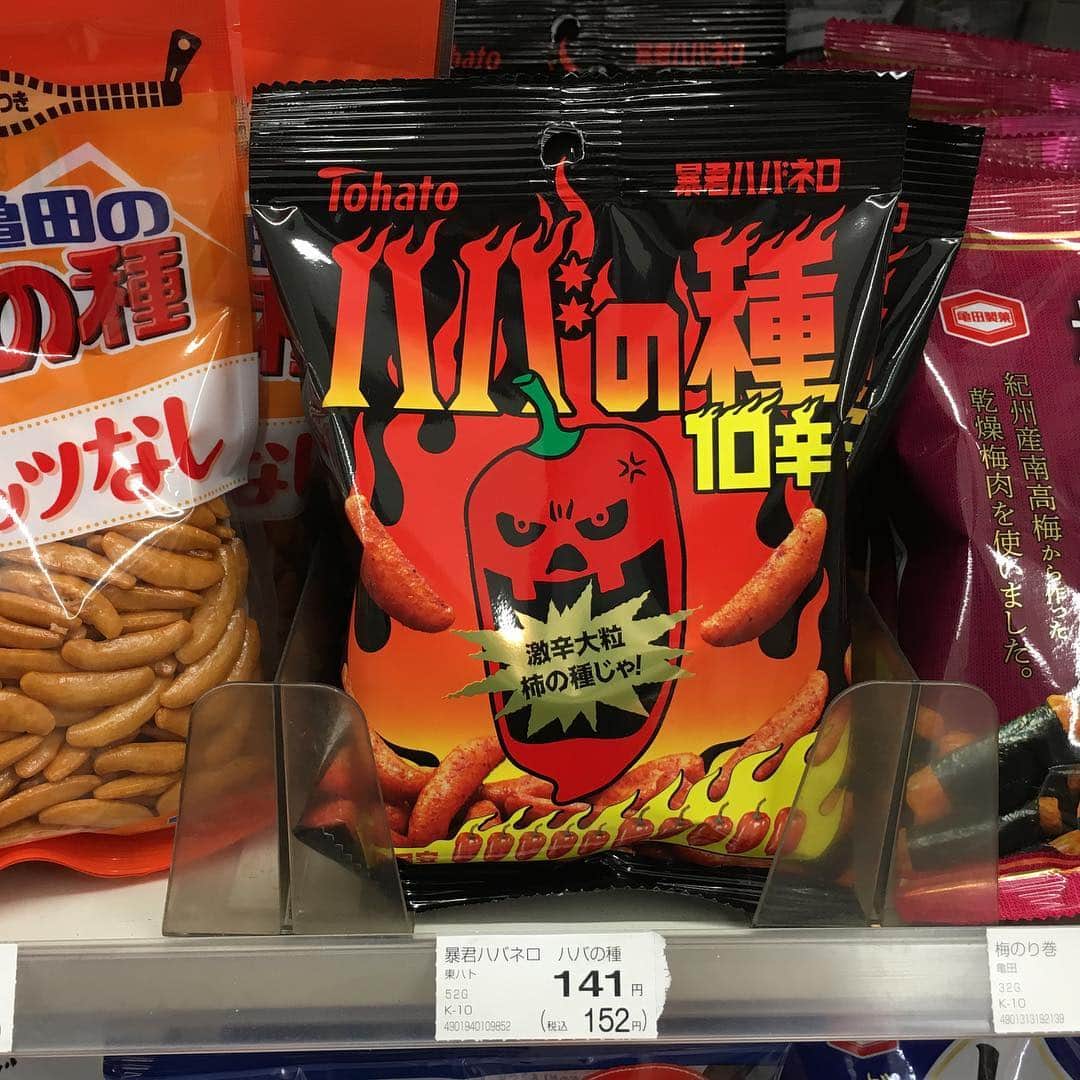 つき
亀田の
の種
ッツなし
Tohato
暴君ハバネロ
ハバの種
10辛
激辛大粒
柿の種じゃ!
亀田製菓
紀州産南高梅から作った
乾燥梅肉を使いました。
暴君ハバネロ ハバの種
東ハト
52G
K-10
4901940109852
141円
(税込 152円)
梅のり巻
亀田
32G
K-10
4901313192139